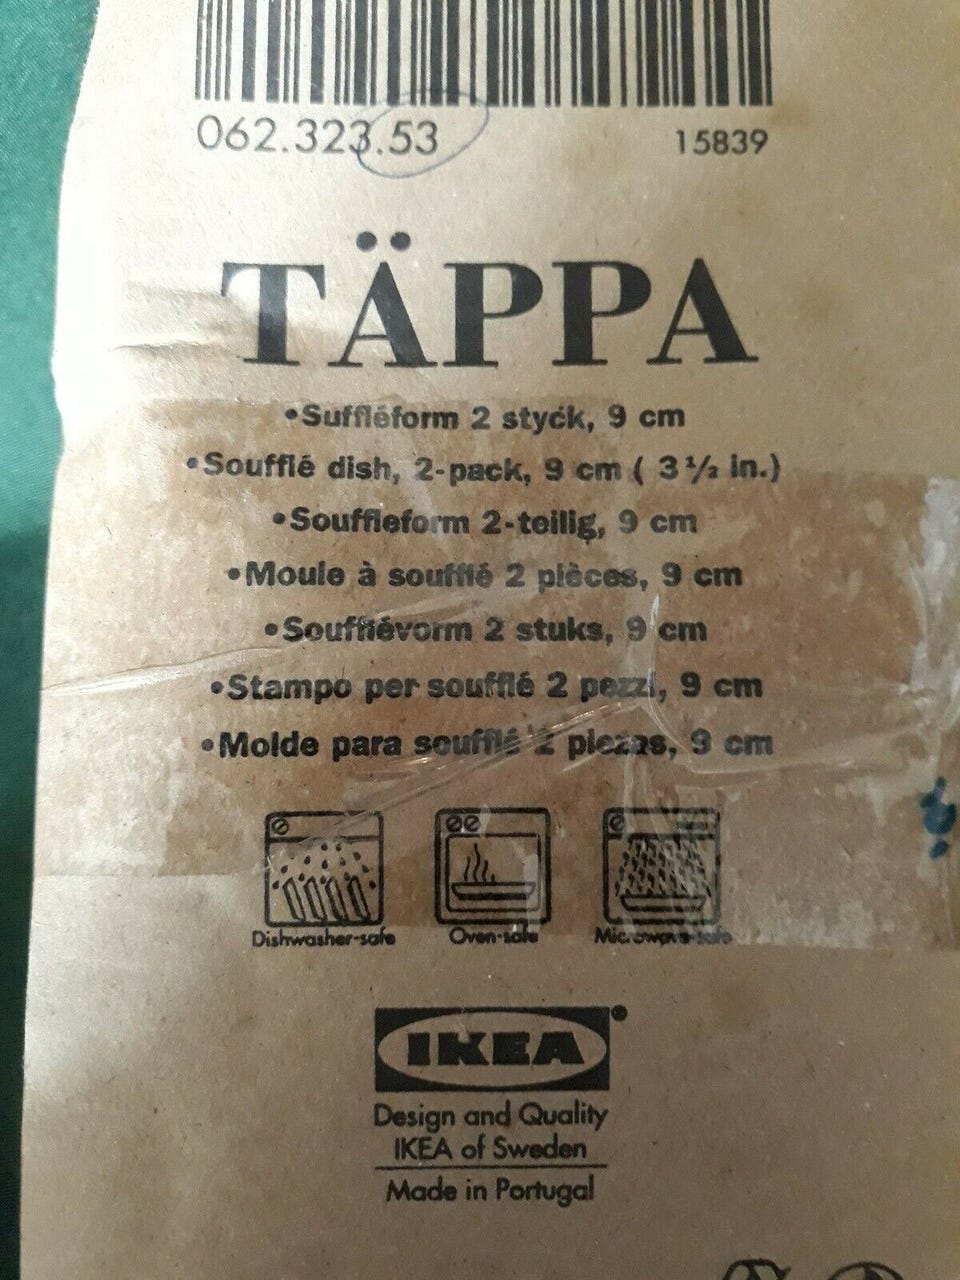 062.323.53 15839
TÄPPA
•Suffléform 2 styck, 9 cm
•Soufflé dish, 2-pack, 9 cm ( 3 ½ in.)
•Souffleform 2-teilig, 9 cm
•Moule à soufflé 2 pièces, 9 cm
•Soufflévorm 2 stuks, 9 cm
•Stampo per soufflé 2 pezzi, 9 cm
•Molde para soufflé 2 piezas, 9 cm
Dishwasher-safe Oven-safe Microwave-safe
IKEA®
Design and Quality
IKEA of Sweden
Made in Portugal